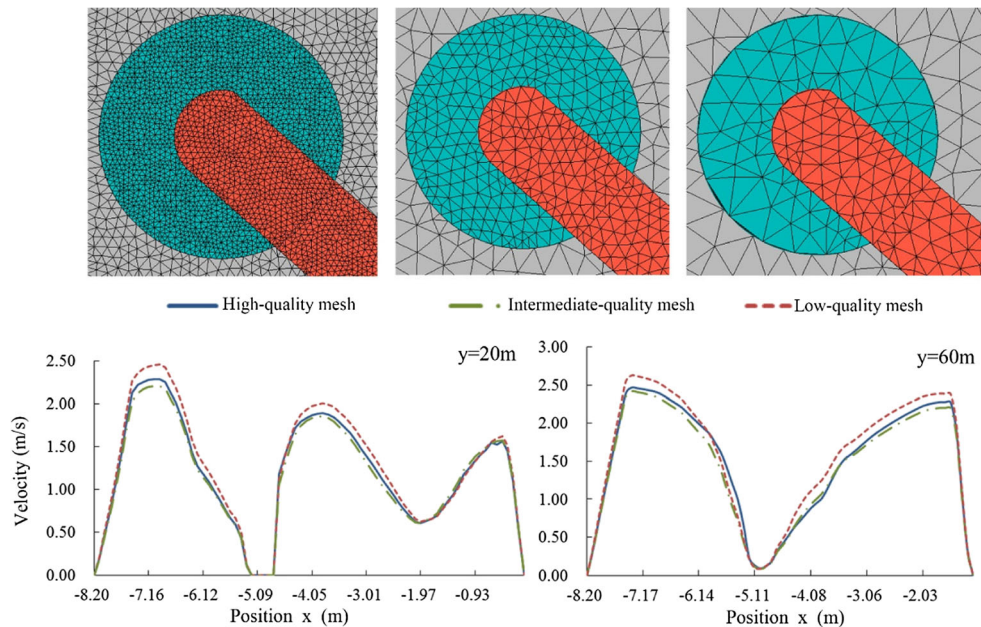 High-quality mesh
Intermediate-quality mesh
Low-quality mesh
y=20m
2.50
2.00
1.50
1.00
0.50
0.00
Velocity (m/s)
-8.20 -7.16 -6.12 -5.09 -4.05 -3.01 -1.97 -0.93
Position x (m)
y=60m
3.00
2.50
2.00
1.50
1.00
0.50
0.00
-8.20 -7.17 -6.14 -5.11 -4.08 -3.06 -2.03
Position x (m)